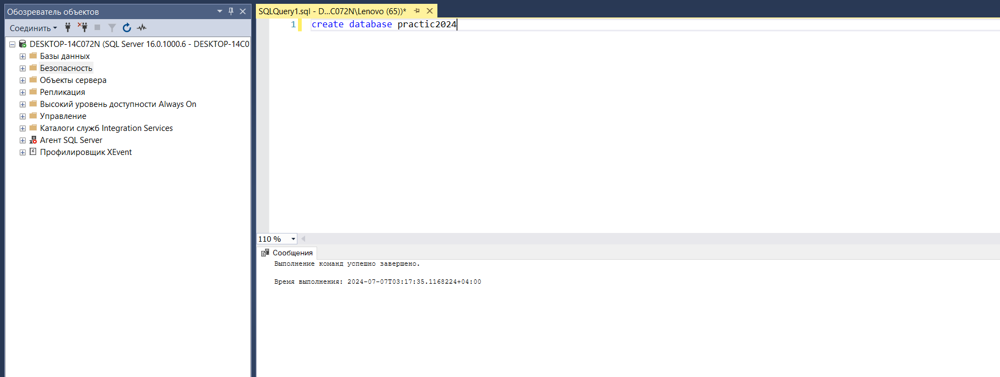 Обозреватель объектов
Соединить
DESKTOP-14C072N (SQL Server 16.0.1000.6 - DESKTOP-14C0
Базы данных
Безопасность
Объекты сервера
Репликация
Высокий уровень доступности Always On
Управление
Каталоги служб Integration Services
Агент SQL Server
Профилировщик XEvent
SQLQuery1.sql - D...C072N\Lenovo (65))*
1 create database practic2024
110 %
Сообщения
Выполнение команд успешно завершено.
Время выполнения: 2024-07-07T03:17:35.1168224+04:00